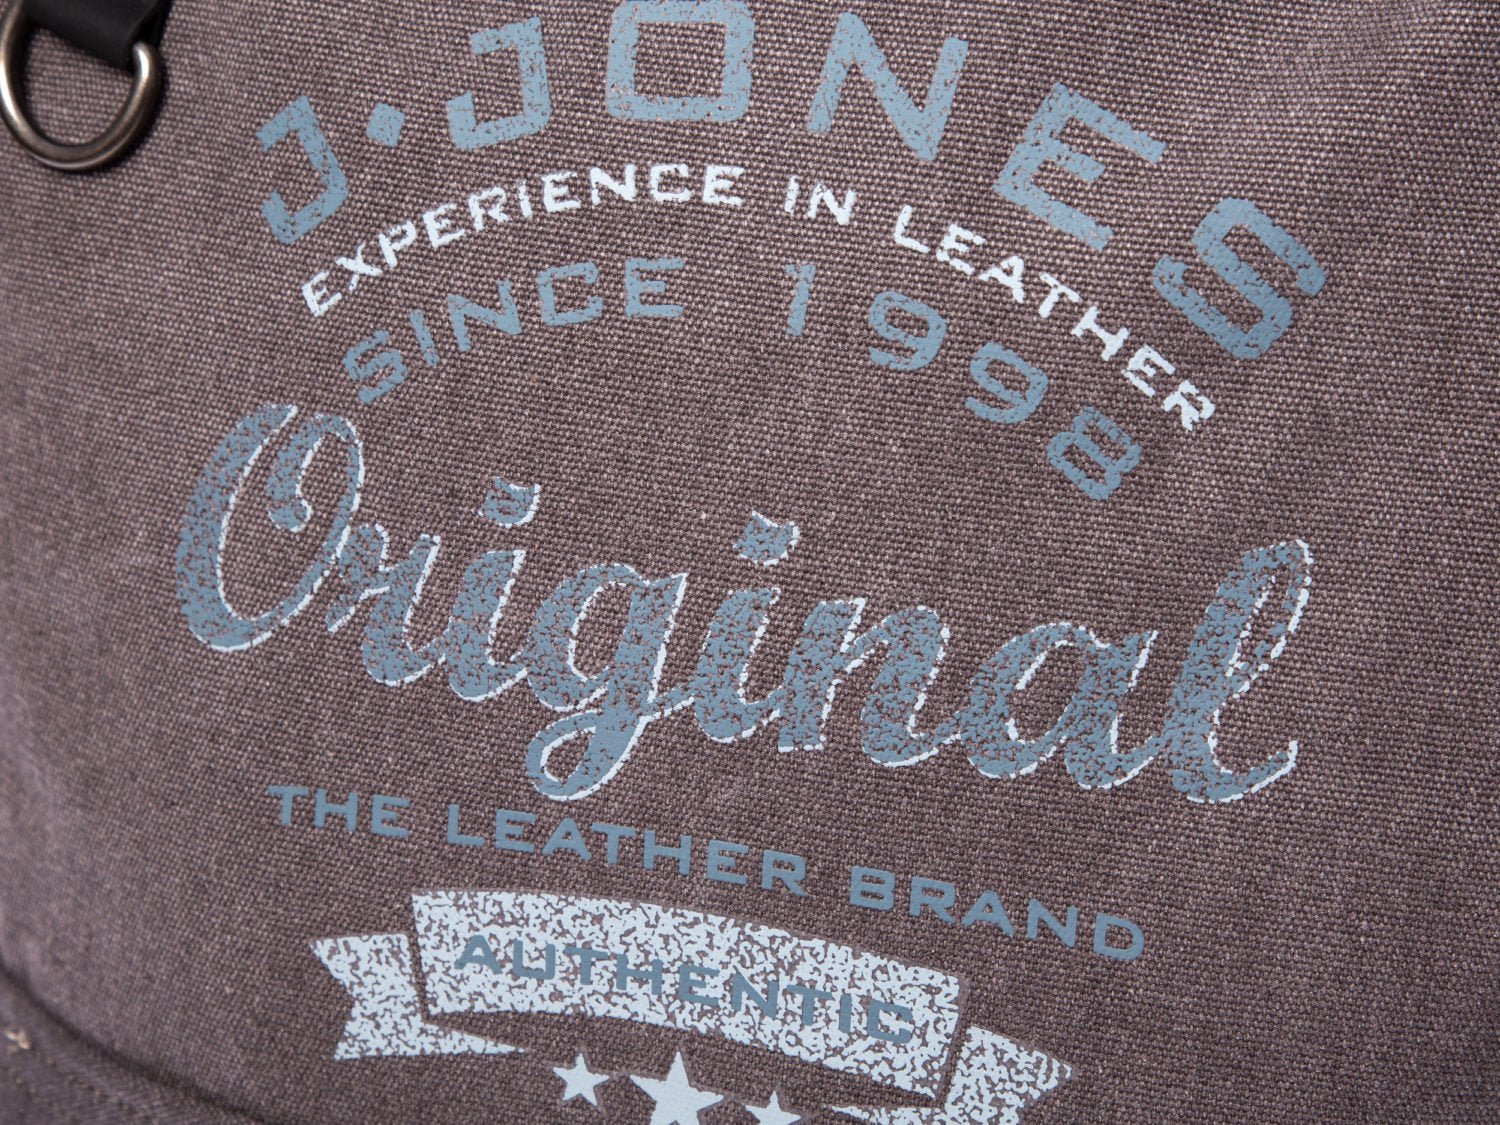 J·JONES
EXPERIENCE IN LEATHER
SINCE 1998
Original
THE LEATHER BRAND
AUTHENTIC